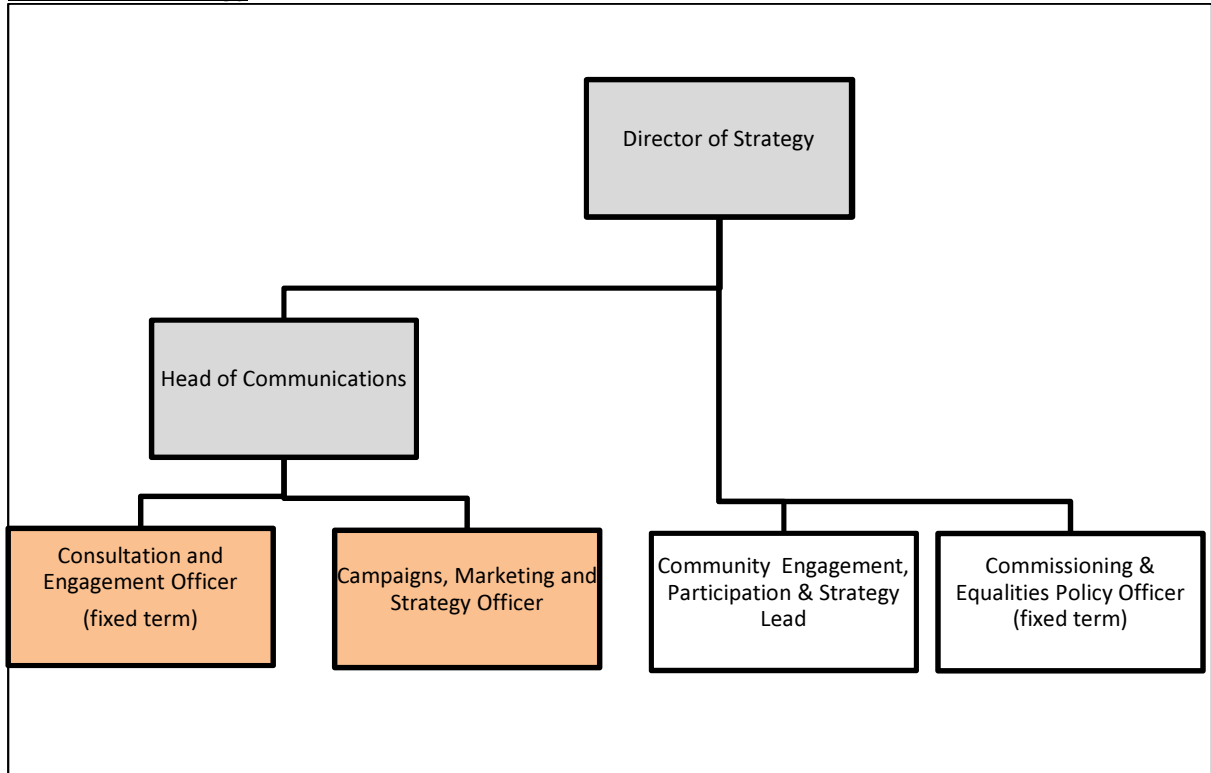 Director of Strategy
Head of Communications
Consultation and
Engagement Officer
(fixed term)
Campaigns, Marketing and
Strategy Officer
Community Engagement,
Participation & Strategy
Lead
Commissioning &
Equalities Policy Officer
(fixed term)